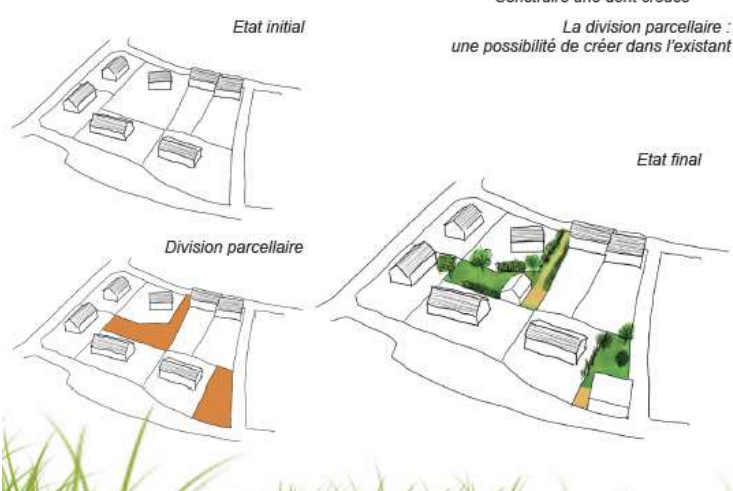 Etat initial
La division parcellaire :
une possibilité de créer dans l'existant
Etat final
Division parcellaire